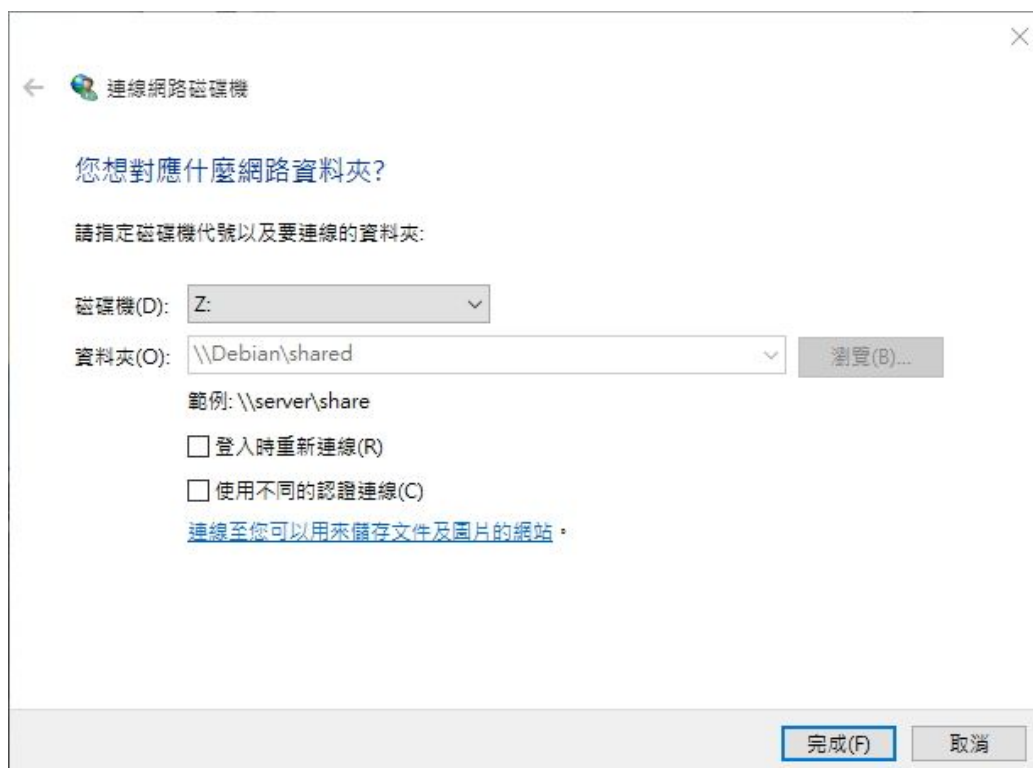 連線網路磁碟機
您想對應什麼網路資料夾?
請指定磁碟機代號以及要連線的資料夾:
磁碟機(D): Z:
資料夾(O): \\Debian\shared 瀏覽(B)...
範例: \\server\share
登入時重新連線(R)
使用不同的認證連線(C)
連線至您可以用來儲存文件及圖片的網站。
完成(F) 取消